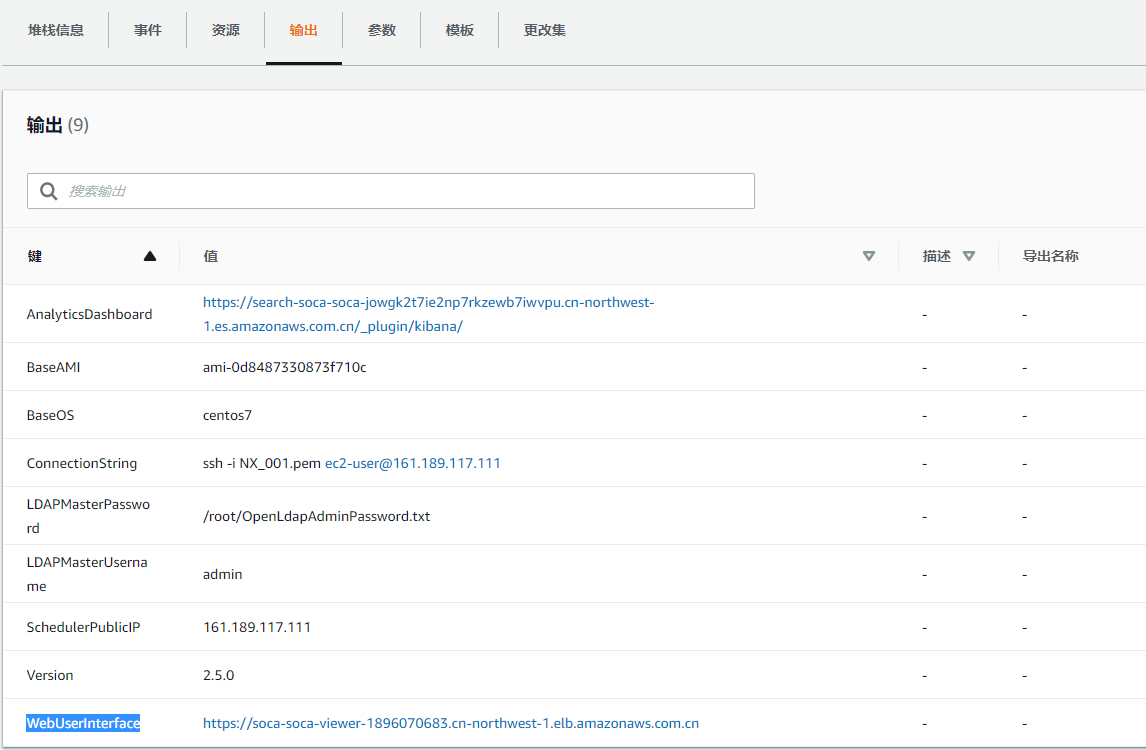 堆栈信息 事件 资源 输出 参数 模板 更改集
输出 (9)
搜索输出
键 值 描述 导出名称
AnalyticsDashboard https://search-soca-soca-jowgk2t7ie2np7rkzewb7iwvpu.cn-northwest-
1.es.amazonaws.com.cn/_plugin/kibana/ - -
BaseAMI ami-0d8487330873f710c - -
BaseOS centos7 - -
ConnectionString ssh -i NX_001.pem ec2-user@161.189.117.111 - -
LDAPMasterPasswo
rd /root/OpenLdapAdminPassword.txt - -
LDAPMasterUserna
me admin - -
SchedulerPublicIP 161.189.117.111 - -
Version 2.5.0 - -
WebUserInterface https://soca-soca-viewer-1896070683.cn-northwest-1.elb.amazonaws.com.cn - -